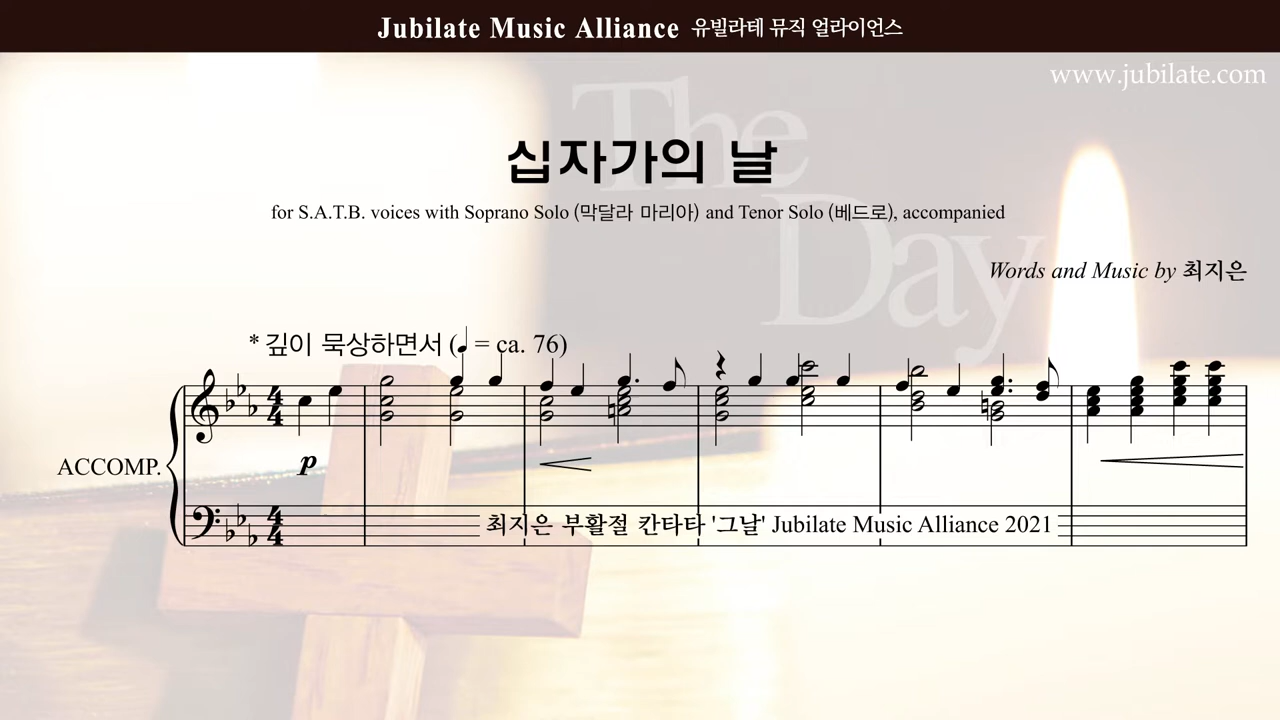 Jubilate Music Alliance 유빌라테 뮤직 얼라이언스
www.jubilate.com
The Day
십자가의 날
for S.A.T.B. voices with Soprano Solo (막달라 마리아) and Tenor Solo (베드로), accompanied
Words and Music by 최지은
* 깊이 묵상하면서 (♩ = ca. 76)
ACCOMP.
p
최지은 부활절 칸타타 '그날' Jubilate Music Alliance 2021